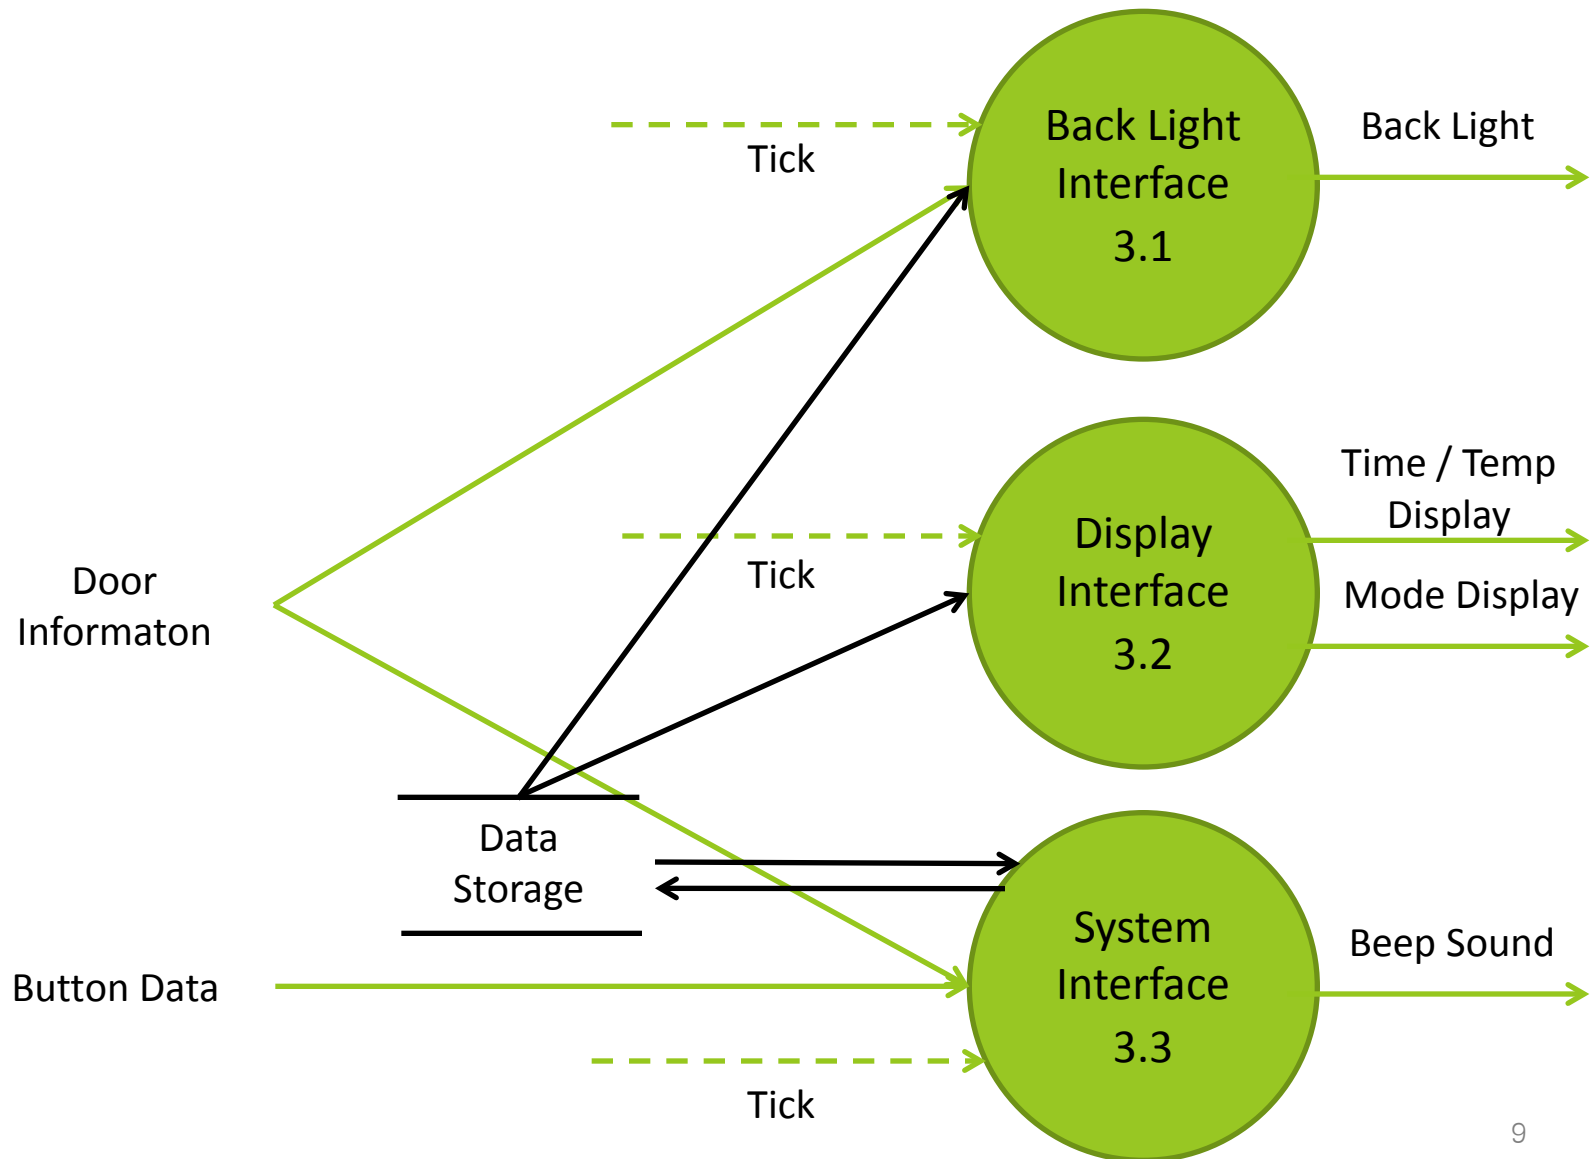 Back Light
Interface
3.1
Back Light
Tick
Time / Temp
Display
Display
Interface
3.2
Tick
Mode Display
Door
Informaton
Data
Storage
System
Interface
3.3
Beep Sound
Button Data
Tick
9